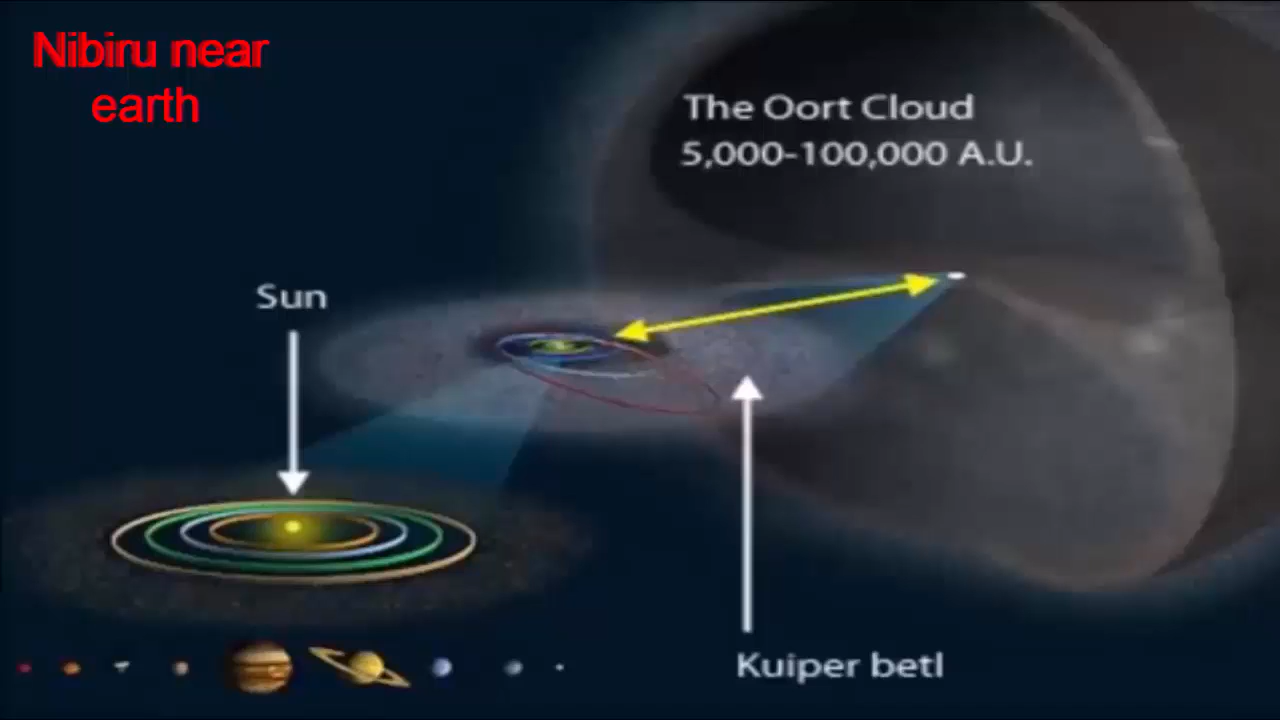 Nibiru near
earth
The Oort Cloud
5,000-100,000 A.U.
Sun
Kuiper betl